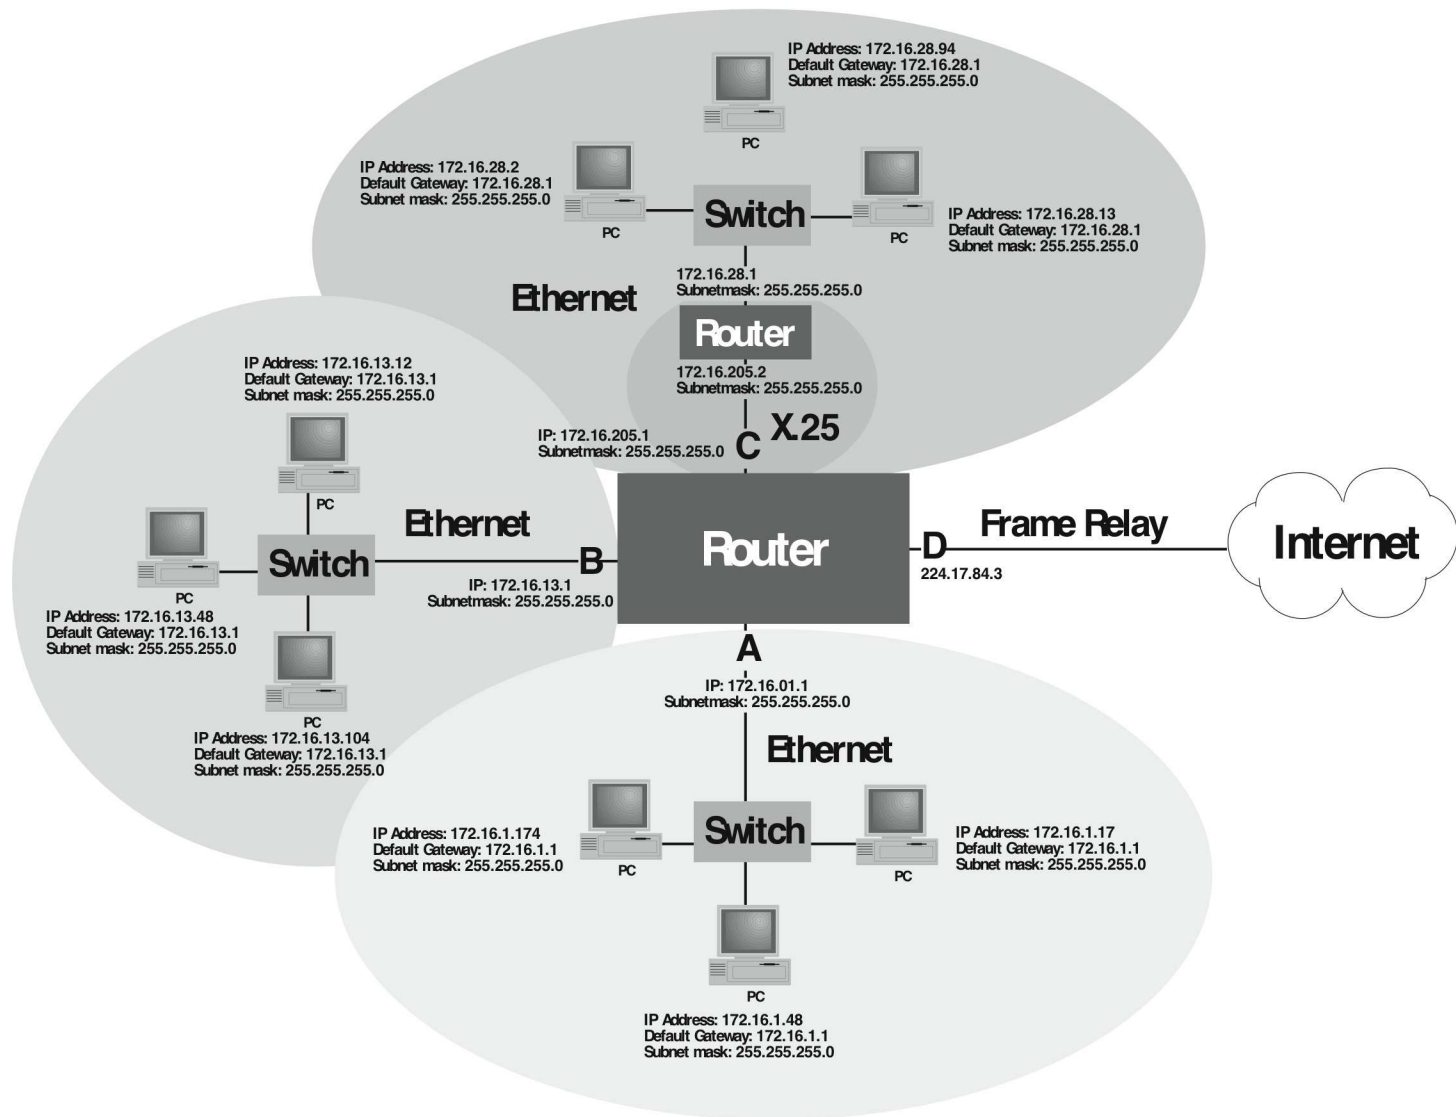 IP Address: 172.16.28.94
Default Gateway: 172.16.28.1
Subnet mask: 255.255.255.0
PC
IP Address: 172.16.28.2
Default Gateway: 172.16.28.1
Subnet mask: 255.255.255.0
PC
Switch
IP Address: 172.16.28.13
Default Gateway: 172.16.28.1
Subnet mask: 255.255.255.0
PC
172.16.28.1
Subnetmask: 255.255.255.0
Ethernet
Router
172.16.205.2
Subnetmask: 255.255.255.0
X.25
IP: 172.16.205.1
Subnetmask: 255.255.255.0
C
IP Address: 172.16.13.12
Default Gateway: 172.16.13.1
Subnet mask: 255.255.255.0
PC
Ethernet
Switch
B
IP: 172.16.13.1
Subnetmask: 255.255.255.0
PC
IP Address: 172.16.13.48
Default Gateway: 172.16.13.1
Subnet mask: 255.255.255.0
PC
IP Address: 172.16.13.104
Default Gateway: 172.16.13.1
Subnet mask: 255.255.255.0
Router
D
Frame Relay
224.17.84.3
Internet
A
IP: 172.16.01.1
Subnetmask: 255.255.255.0
Ethernet
Switch
IP Address: 172.16.1.174
Default Gateway: 172.16.1.1
Subnet mask: 255.255.255.0
PC
IP Address: 172.16.1.17
Default Gateway: 172.16.1.1
Subnet mask: 255.255.255.0
PC
PC
IP Address: 172.16.1.48
Default Gateway: 172.16.1.1
Subnet mask: 255.255.255.0